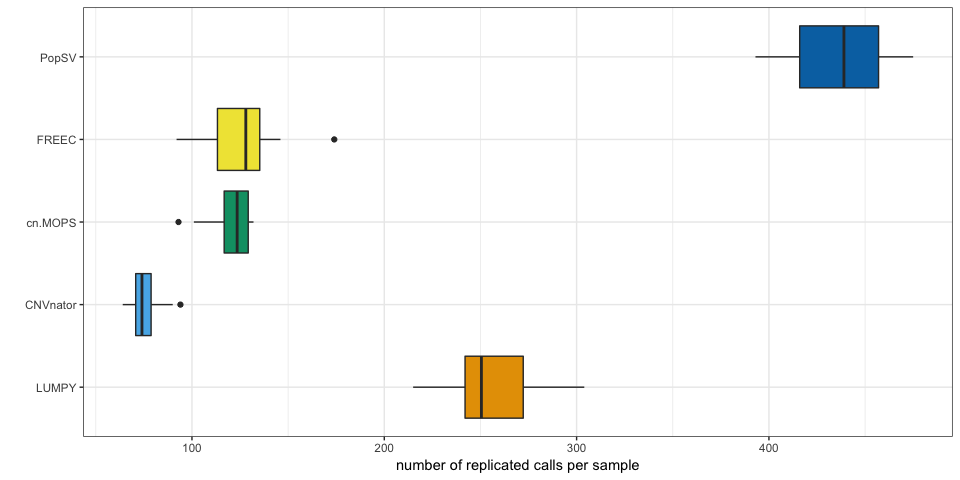 PopSV
FREEC
cn.MOPS
CNVnator
LUMPY
100 200 300 400
number of replicated calls per sample